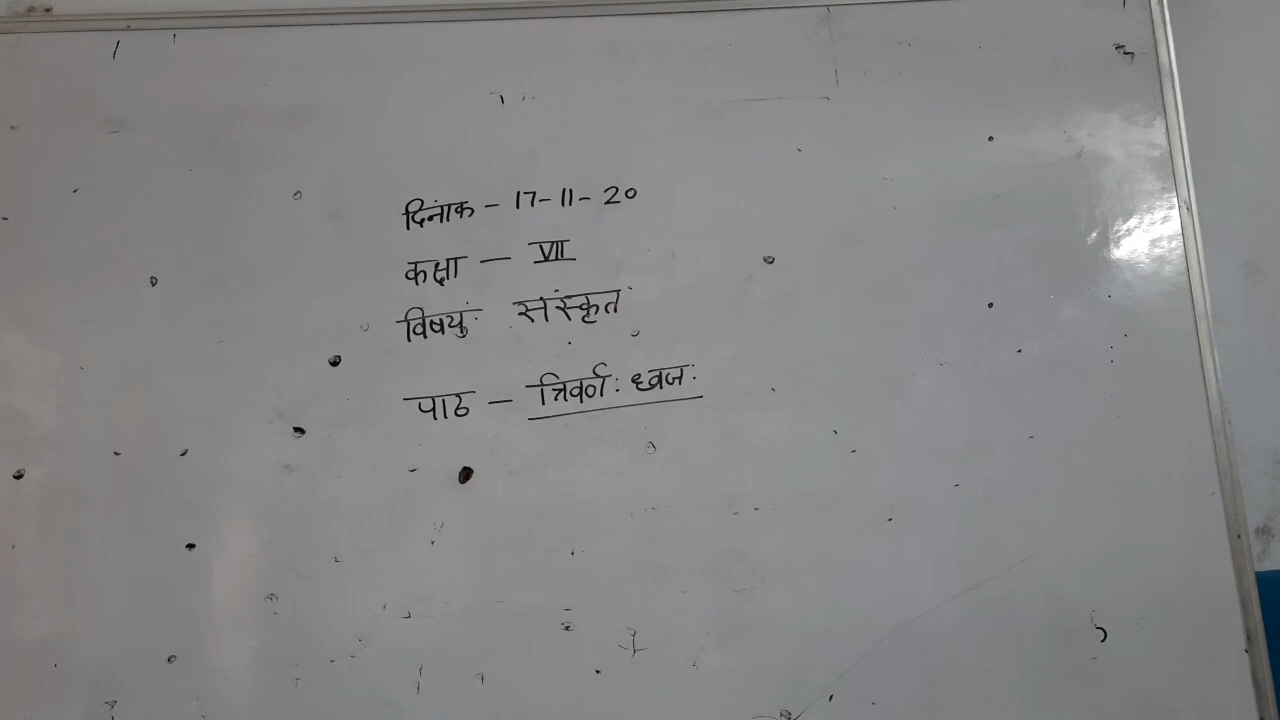 दिनांक - 17-11-20
कक्षा - VII
विषय: संस्कृत
पाठ - त्रिवर्ण: ध्वज: